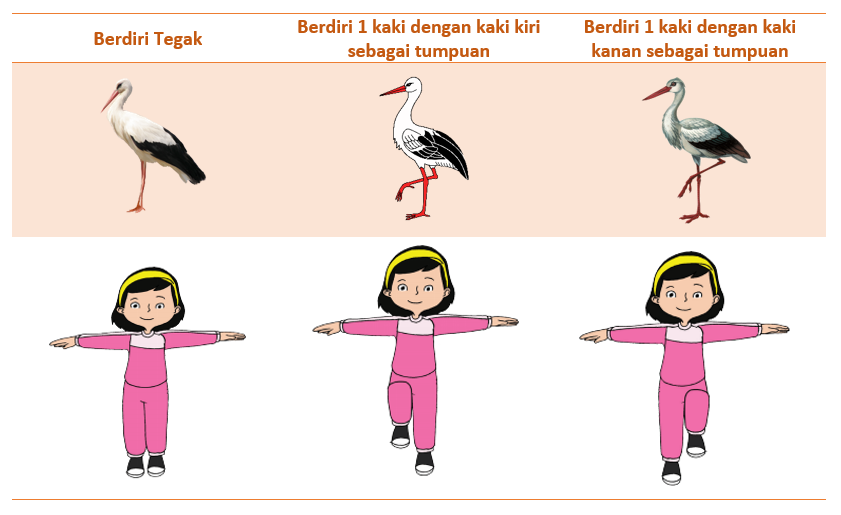 Berdiri Tegak
Berdiri 1 kaki dengan kaki kiri
sebagai tumpuan
Berdiri 1 kaki dengan kaki
kanan sebagai tumpuan